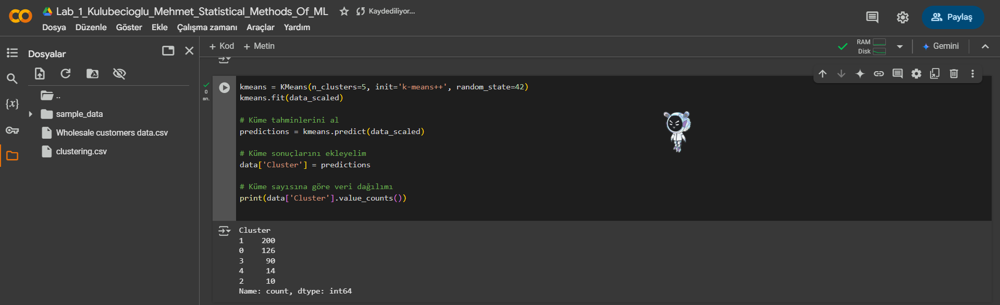 Lab_1_Kulubecioglu_Mehmet_Statistical_Methods_Of_ML
Kaydediliyor...
Dosya Düzenle Göster Ekle Çalışma zamanı Araçlar Yardım
Paylaş
Dosyalar
..
sample_data
Wholesale customers data.csv
clustering.csv
{x}
+ Kod + Metin
RAM
Disk
Gemini
0
sn.
kmeans = KMeans(n_clusters=5, init='k-means++', random_state=42)
kmeans.fit(data_scaled)
# Küme tahminlerini al
predictions = kmeans.predict(data_scaled)
# Küme sonuçlarını ekleyelim
data['Cluster'] = predictions
# Küme sayısına göre veri dağılımı
print(data['Cluster'].value_counts())
Cluster
1 200
0 126
3 90
4 14
2 10
Name: count, dtype: int64